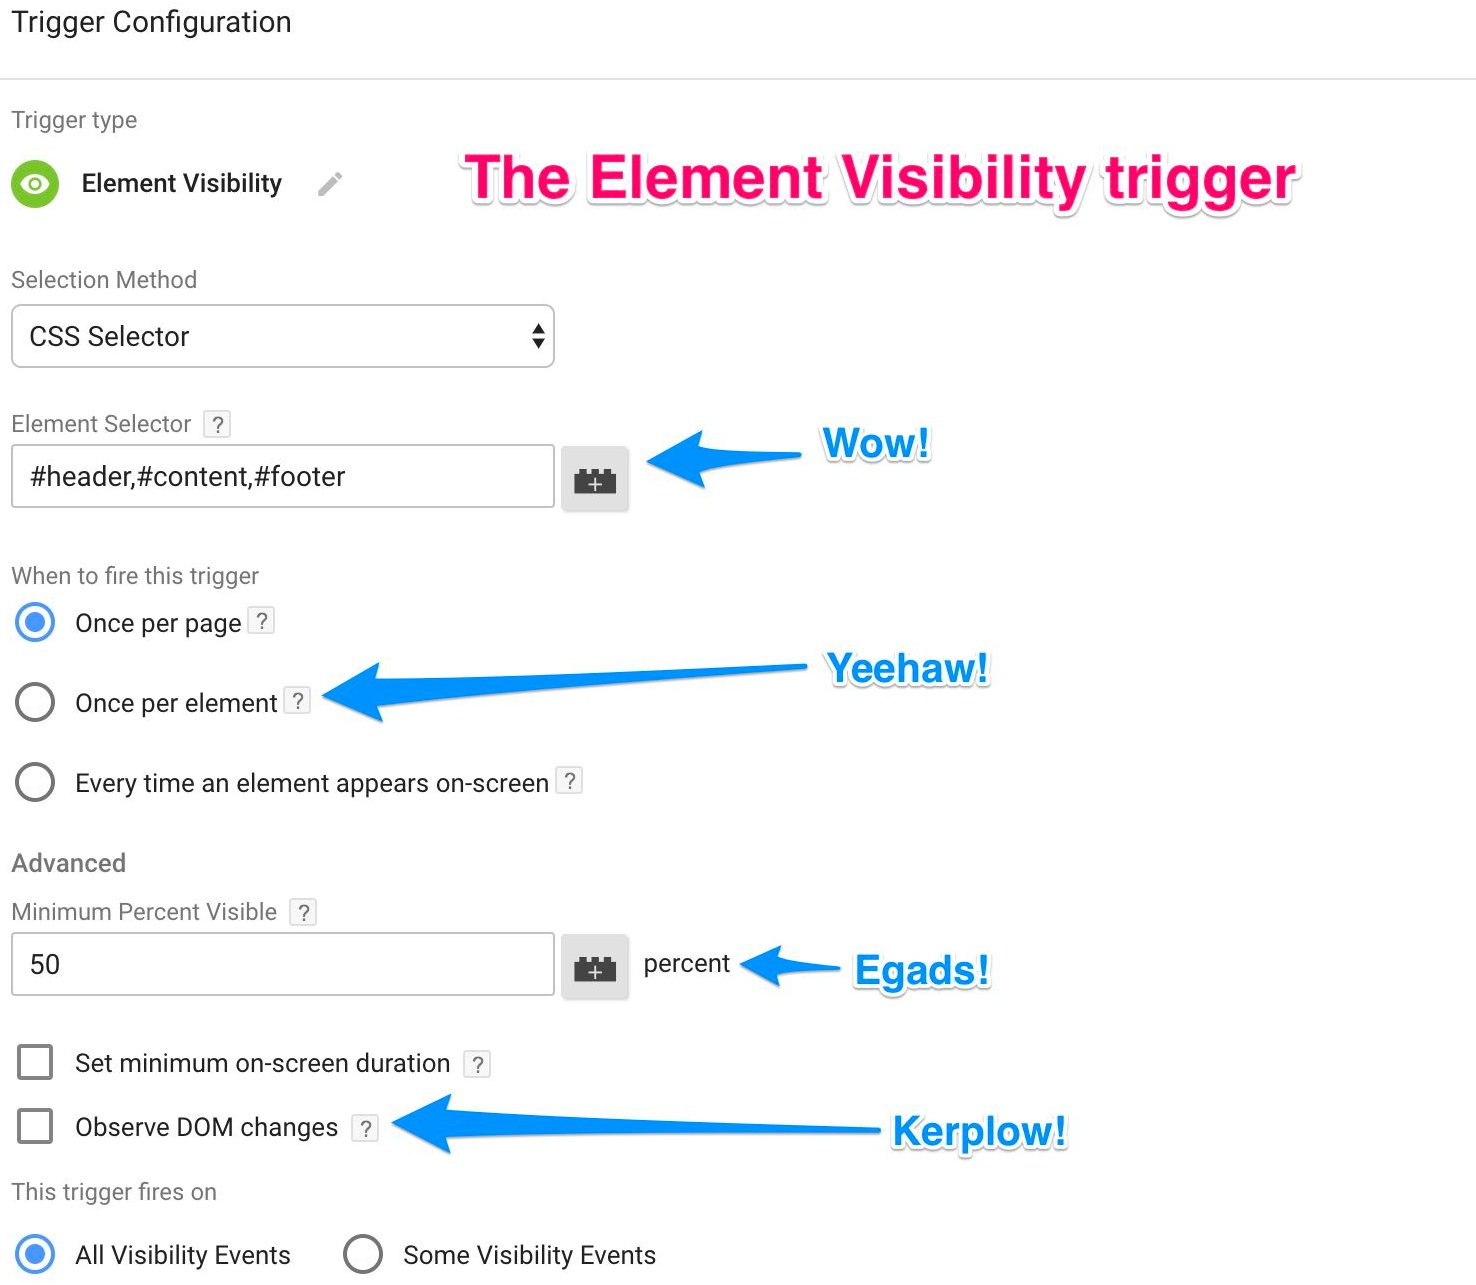 Trigger Configuration
Trigger type
Element Visibility
The Element Visibility trigger
Selection Method
CSS Selector
Element Selector ?
#header,#content,#footer
Wow!
When to fire this trigger
Once per page ?
Once per element ?
Yeehaw!
Every time an element appears on-screen ?
Advanced
Minimum Percent Visible ?
50
percent
Egads!
Set minimum on-screen duration ?
Observe DOM changes ?
Kerplow!
This trigger fires on
All Visibility Events
Some Visibility Events